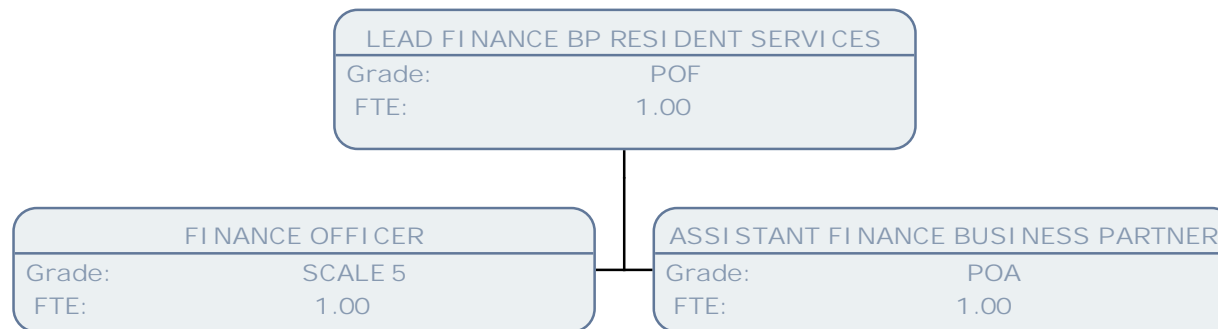 LEAD FINANCE BP RESIDENT SERVICES
Grade: POF
FTE: 1.00
FINANCE OFFICER
Grade: SCALE 5
FTE: 1.00
ASSISTANT FINANCE BUSINESS PARTNER
Grade: POA
FTE: 1.00